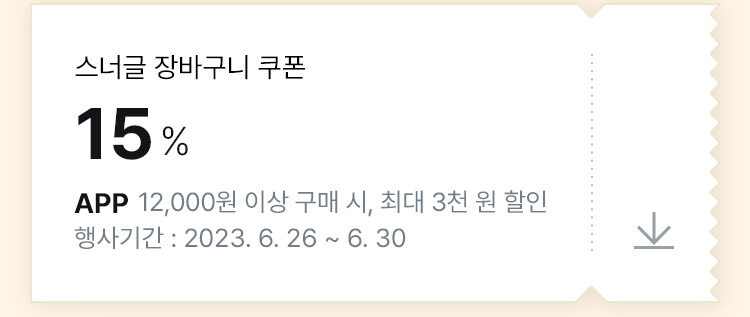 스너글 장바구니 쿠폰
15 %
APP 12,000원 이상 구매 시, 최대 3천 원 할인
행사기간 : 2023. 6. 26 ~ 6. 30